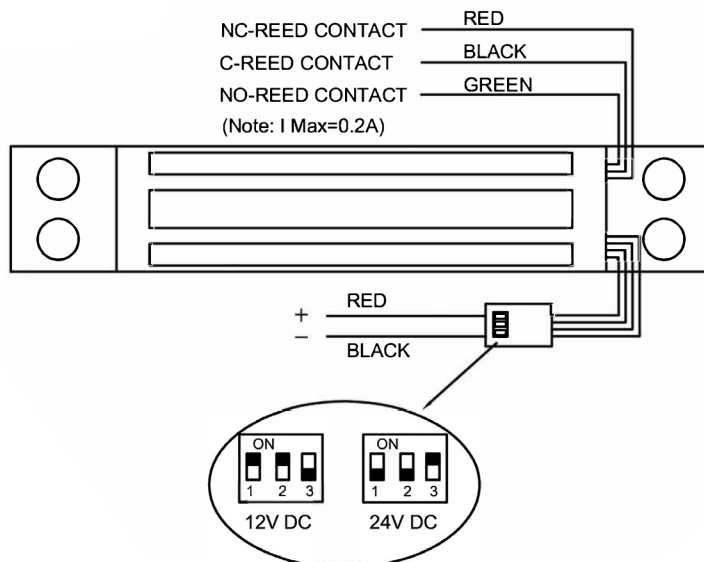 NC-REED CONTACT RED
C-REED CONTACT BLACK
NO-REED CONTACT GREEN
(Note: I Max=0.2A)
+ RED
− BLACK
ON ON
1 2 3 1 2 3
12V DC 24V DC